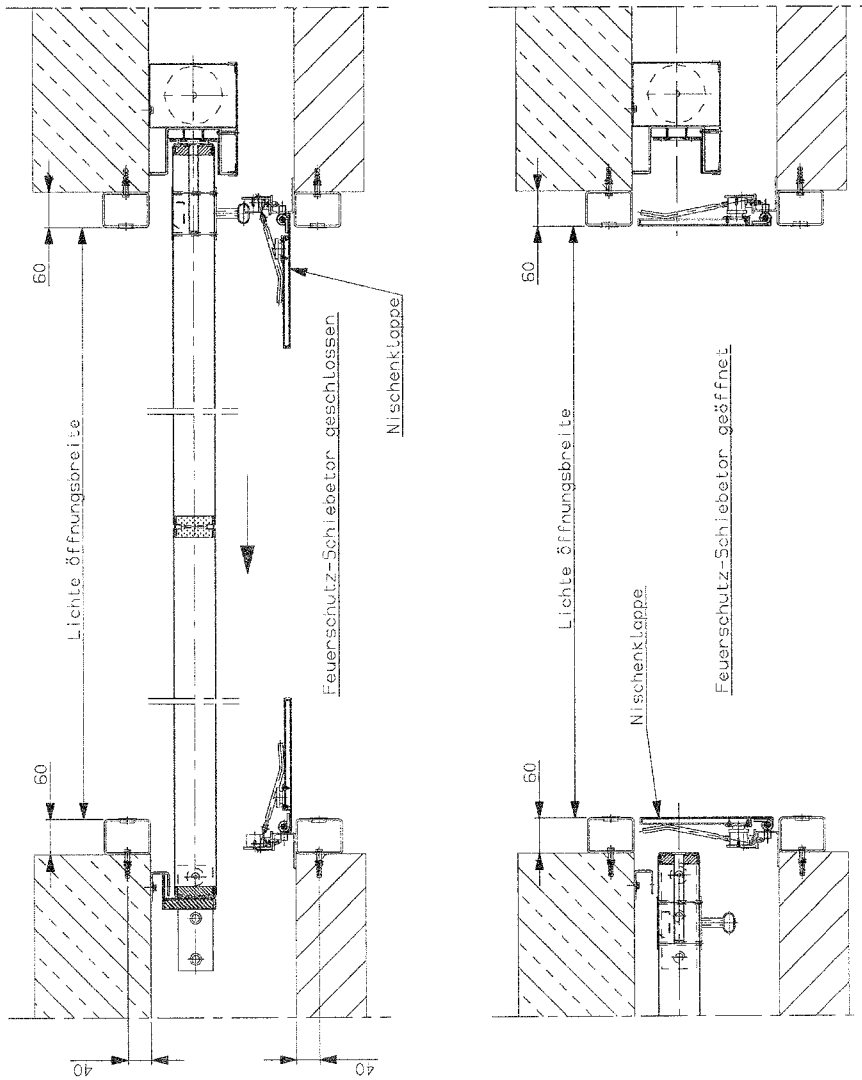 60
Lichte Öffnungsbreite
60
Nischenklappe
Feuerschutz-Schiebetor geschlossen
40
40
60
Lichte Öffnungsbreite
60
Nischenklappe
Feuerschutz-Schiebetor geöffnet